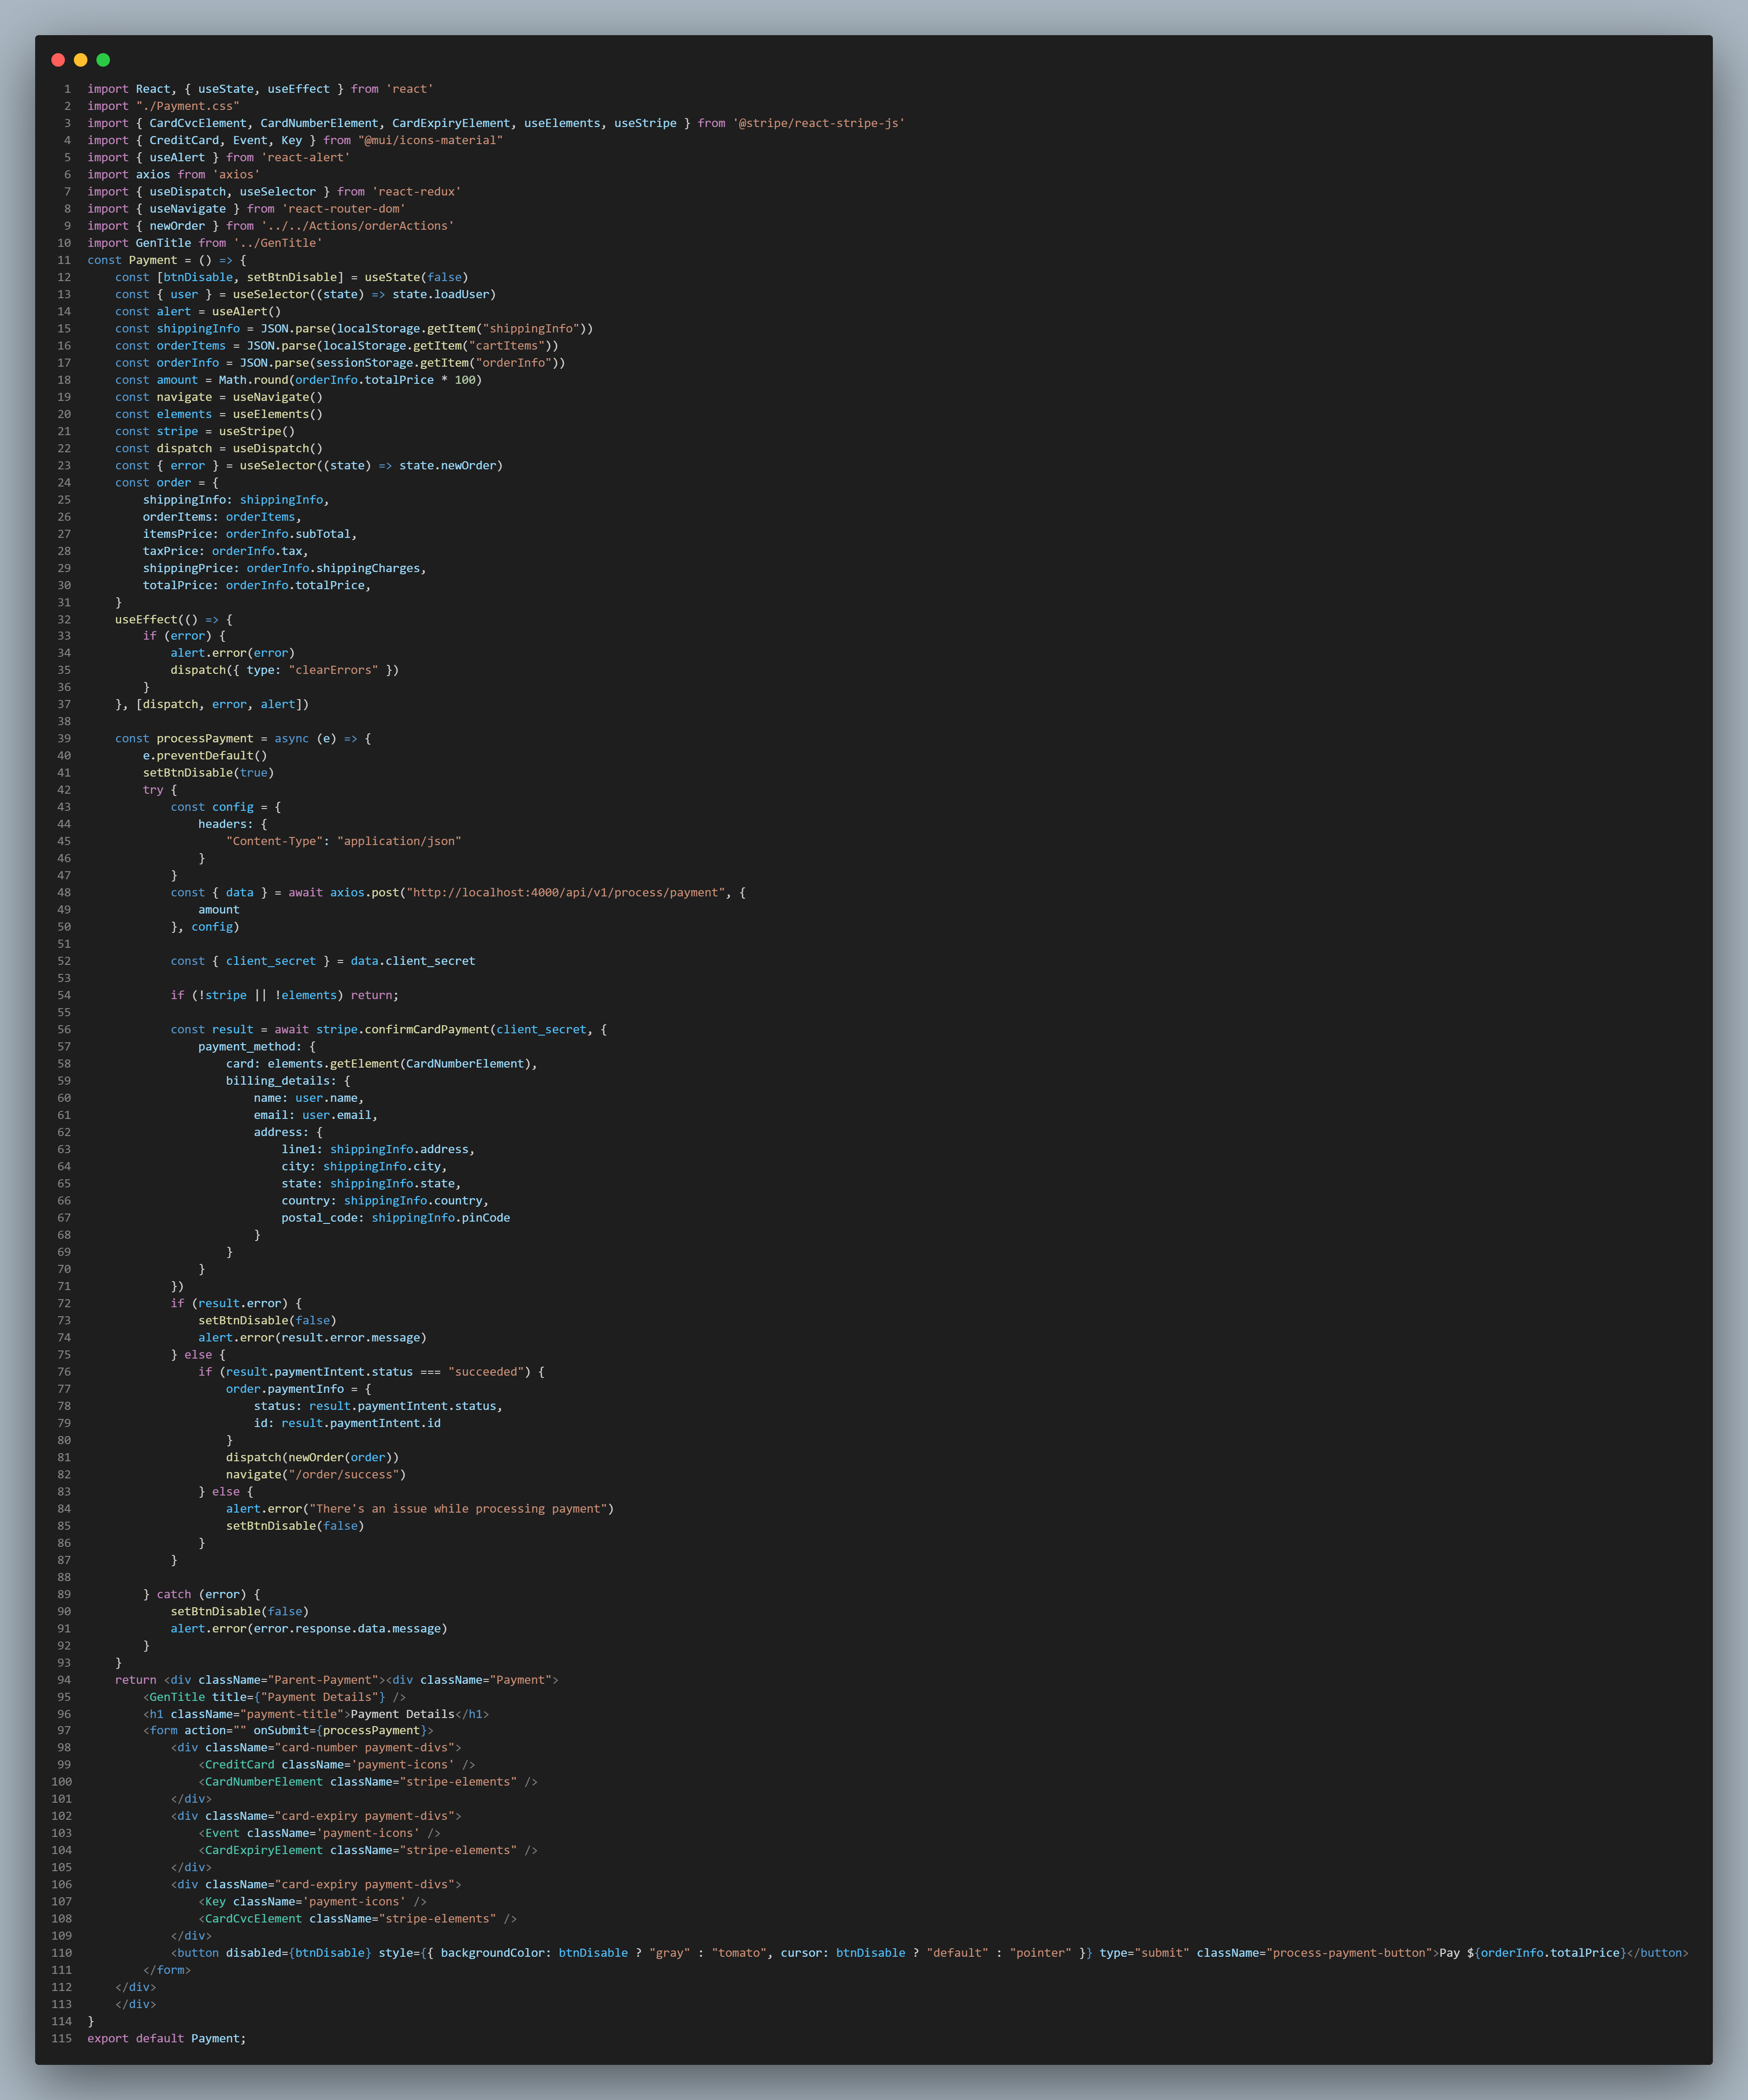 1 import React, { useState, useEffect } from 'react'
2 import "./Payment.css"
3 import { CardCvcElement, CardNumberElement, CardExpiryElement, useElements, useStripe } from '@stripe/react-stripe-js'
4 import { CreditCard, Event, Key } from "@mui/icons-material"
5 import { useAlert } from 'react-alert'
6 import axios from 'axios'
7 import { useDispatch, useSelector } from 'react-redux'
8 import { useNavigate } from 'react-router-dom'
9 import { newOrder } from '../../Actions/orderActions'
10 import GenTitle from '../GenTitle'
11 const Payment = () => {
12     const [btnDisable, setBtnDisable] = useState(false)
13     const { user } = useSelector((state) => state.loadUser)
14     const alert = useAlert()
15     const shippingInfo = JSON.parse(localStorage.getItem("shippingInfo"))
16     const orderItems = JSON.parse(localStorage.getItem("cartItems"))
17     const orderInfo = JSON.parse(sessionStorage.getItem("orderInfo"))
18     const amount = Math.round(orderInfo.totalPrice * 100)
19     const navigate = useNavigate()
20     const elements = useElements()
21     const stripe = useStripe()
22     const dispatch = useDispatch()
23     const { error } = useSelector((state) => state.newOrder)
24     const order = {
25         shippingInfo: shippingInfo,
26         orderItems: orderItems,
27         itemsPrice: orderInfo.subTotal,
28         taxPrice: orderInfo.tax,
29         shippingPrice: orderInfo.shippingCharges,
30         totalPrice: orderInfo.totalPrice,
31     }
32     useEffect(() => {
33         if (error) {
34             alert.error(error)
35             dispatch({ type: "clearErrors" })
36         }
37     }, [dispatch, error, alert])
38
39     const processPayment = async (e) => {
40         e.preventDefault()
41         setBtnDisable(true)
42         try {
43             const config = {
44                 headers: {
45                     "Content-Type": "application/json"
46                 }
47             }
48             const { data } = await axios.post("http://localhost:4000/api/v1/process/payment", {
49                 amount
50             }, config)
51
52             const { client_secret } = data.client_secret
53
54             if (!stripe || !elements) return;
55
56             const result = await stripe.confirmCardPayment(client_secret, {
57                 payment_method: {
58                     card: elements.getElement(CardNumberElement),
59                     billing_details: {
60                         name: user.name,
61                         email: user.email,
62                         address: {
63                             line1: shippingInfo.address,
64                             city: shippingInfo.city,
65                             state: shippingInfo.state,
66                             country: shippingInfo.country,
67                             postal_code: shippingInfo.pinCode
68                         }
69                     }
70                 }
71             })
72             if (result.error) {
73                 setBtnDisable(false)
74                 alert.error(result.error.message)
75             } else {
76                 if (result.paymentIntent.status === "succeeded") {
77                     order.paymentInfo = {
78                         status: result.paymentIntent.status,
79                         id: result.paymentIntent.id
80                     }
81                     dispatch(newOrder(order))
82                     navigate("/order/success")
83                 } else {
84                     alert.error("There's an issue while processing payment")
85                     setBtnDisable(false)
86                 }
87             }
88
89         } catch (error) {
90             setBtnDisable(false)
91             alert.error(error.response.data.message)
92         }
93     }
94     return <div className="Parent-Payment"><div className="Payment">
95         <GenTitle title={"Payment Details"} />
96         <h1 className="payment-title">Payment Details</h1>
97         <form action="" onSubmit={processPayment}>
98             <div className="card-number payment-divs">
99                 <CreditCard className='payment-icons' />
100                 <CardNumberElement className="stripe-elements" />
101             </div>
102             <div className="card-expiry payment-divs">
103                 <Event className='payment-icons' />
104                 <CardExpiryElement className="stripe-elements" />
105             </div>
106             <div className="card-expiry payment-divs">
107                 <Key className='payment-icons' />
108                 <CardCvcElement className="stripe-elements" />
109             </div>
110             <button disabled={btnDisable} style={{ backgroundColor: btnDisable ? "gray" : "tomato", cursor: btnDisable ? "default" : "pointer" }} type="submit" className="process-payment-button">Pay ${orderInfo.totalPrice}</button>
111         </form>
112     </div>
113     </div>
114 }
115 export default Payment;